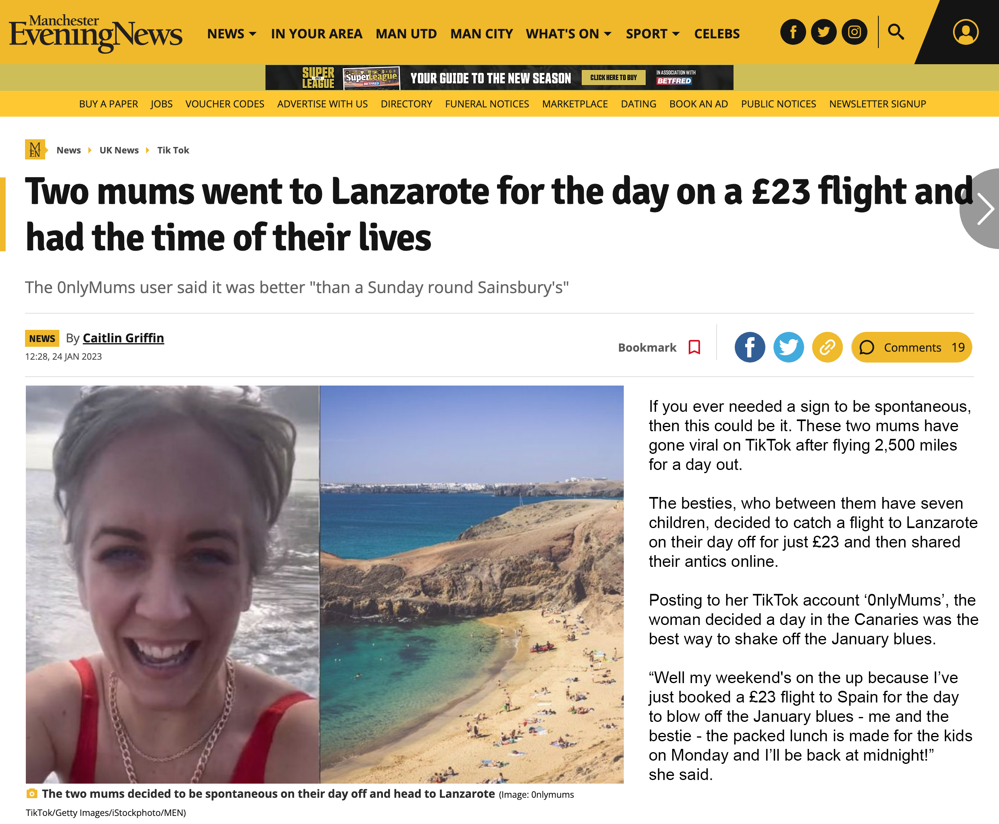 Manchester
EveningNews
NEWS IN YOUR AREA MAN UTD MAN CITY WHAT'S ON SPORT CELEBS
SUPER
2023
LEAGUE
SuperLeague
BETFRED
YOUR GUIDE TO THE NEW SEASON
CLICK HERE TO BUY
IN ASSOCIATION WITH
BETFRED
BUY A PAPER JOBS VOUCHER CODES ADVERTISE WITH US DIRECTORY FUNERAL NOTICES MARKETPLACE DATING BOOK AN AD PUBLIC NOTICES NEWSLETTER SIGNUP
M
EN
News UK News Tik Tok
Two mums went to Lanzarote for the day on a £23 flight and
had the time of their lives
The 0nlyMums user said it was better "than a Sunday round Sainsbury's"
NEWS By Caitlin Griffin
12:28, 24 JAN 2023
Bookmark
Comments 19
If you ever needed a sign to be spontaneous,
then this could be it. These two mums have
gone viral on TikTok after flying 2,500 miles
for a day out.
The besties, who between them have seven
children, decided to catch a flight to Lanzarote
on their day off for just £23 and then shared
their antics online.
Posting to her TikTok account ‘0nlyMums’, the
woman decided a day in the Canaries was the
best way to shake off the January blues.
“Well my weekend's on the up because I’ve
just booked a £23 flight to Spain for the day
to blow off the January blues - me and the
bestie - the packed lunch is made for the kids
on Monday and I’ll be back at midnight!”
she said.
The two mums decided to be spontaneous on their day off and head to Lanzarote (Image: 0nlymums
TikTok/Getty Images/iStockphoto/MEN)